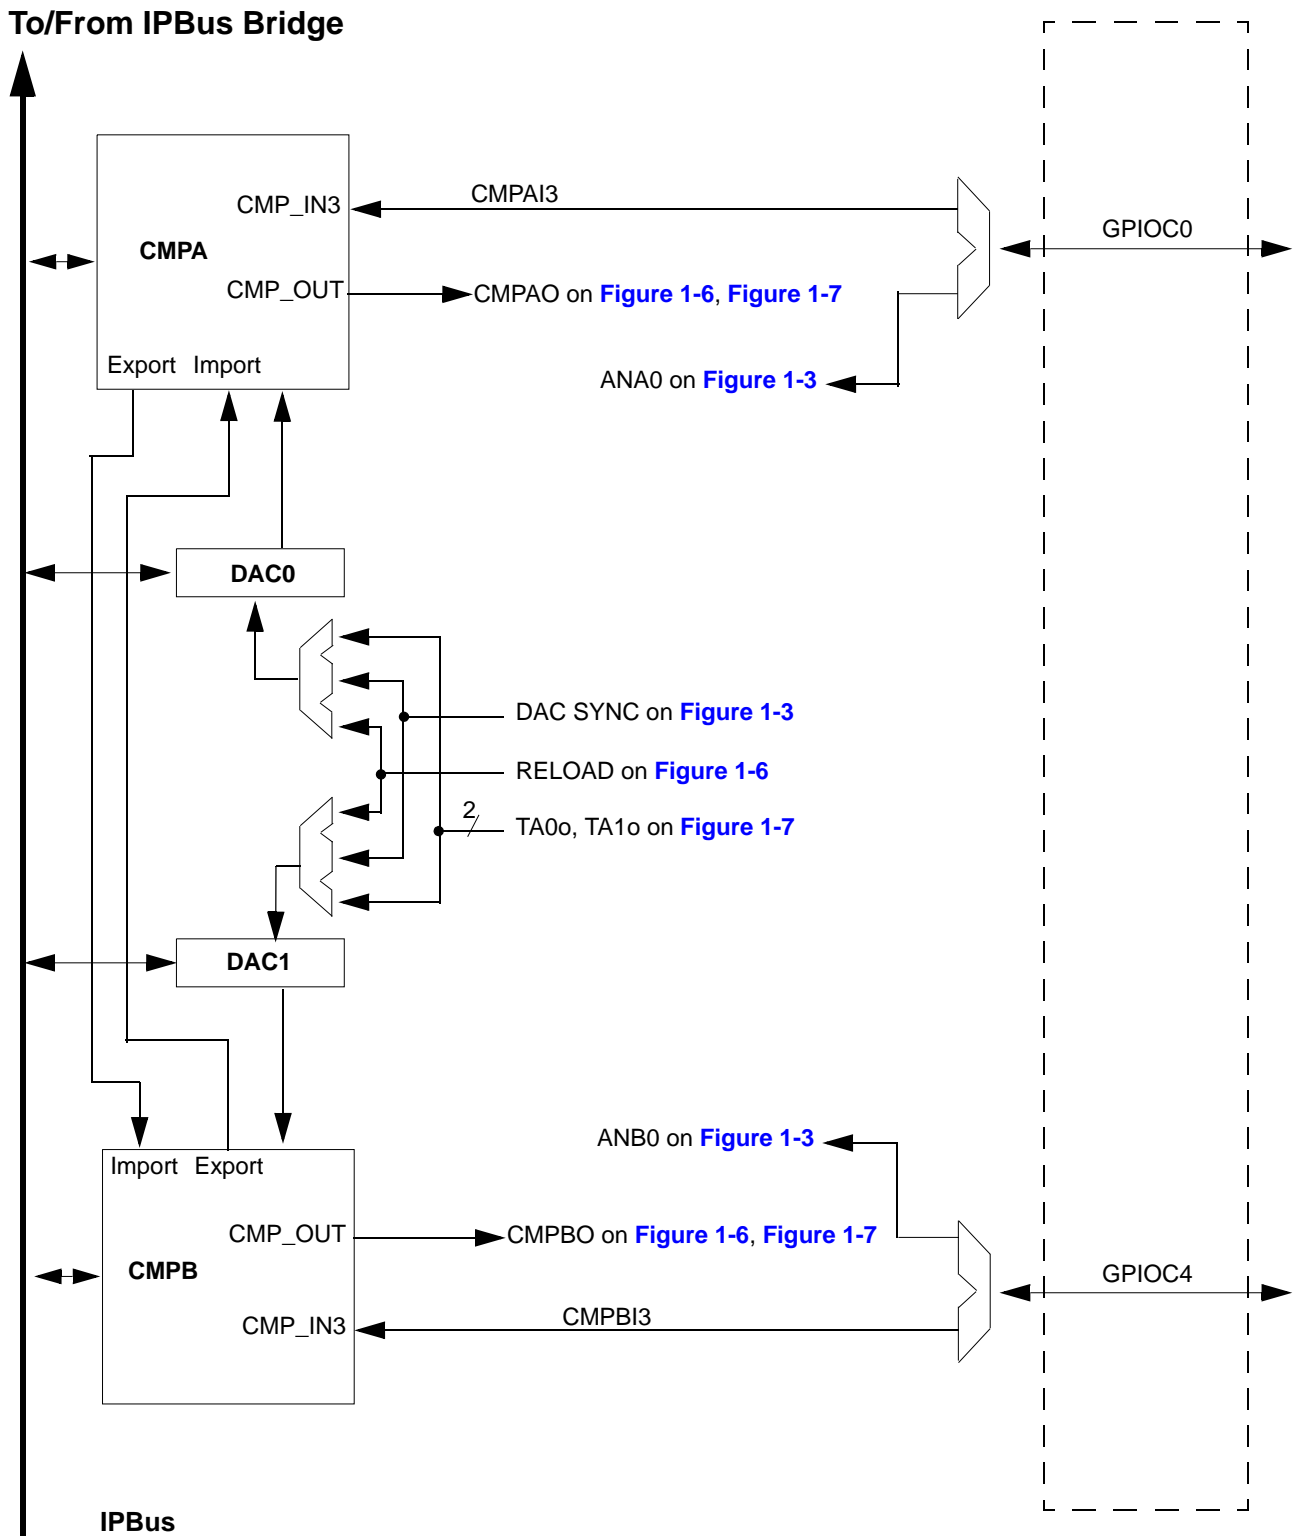 To/From IPBus Bridge
CMP_IN3
CMPAI3
GPIOC0
CMPA
CMP_OUT
CMPAO on Figure 1-6, Figure 1-7
Export Import
ANA0 on Figure 1-3
DAC0
DAC SYNC on Figure 1-3
RELOAD on Figure 1-6
2
TA0o, TA1o on Figure 1-7
DAC1
ANB0 on Figure 1-3
Import Export
CMP_OUT
CMPBO on Figure 1-6, Figure 1-7
CMPB
GPIOC4
CMP_IN3
CMPBI3
IPBus